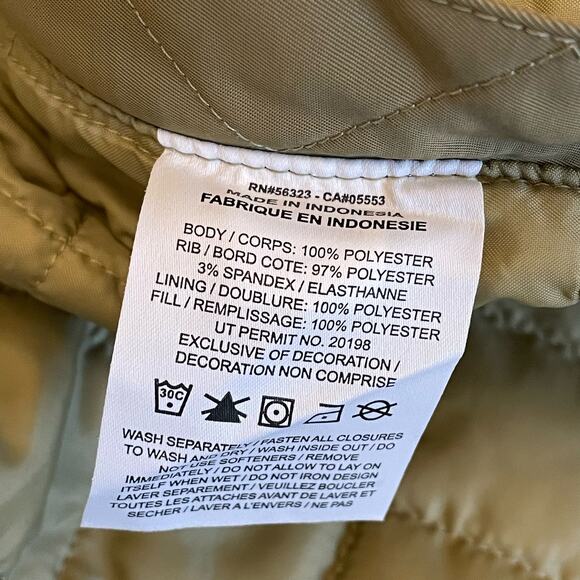 RN#56323 - CA#05553
MADE IN INDONESIA
FABRIQUE EN INDONESIE
BODY / CORPS: 100% POLYESTER
RIB / BORD COTE: 97% POLYESTER
3% SPANDEX / ELASTHANNE
LINING / DOUBLURE: 100% POLYESTER
FILL / REMPLISSAGE: 100% POLYESTER
UT PERMIT NO. 20198
EXCLUSIVE OF DECORATION /
DECORATION NON COMPRISE
30C
WASH SEPARATELY / FASTEN ALL CLOSURES
TO WASH AND DRY / WASH INSIDE OUT / DO
NOT USE SOFTENERS / REMOVE
IMMEDIATELY / DO NOT ALLOW TO LAY ON
ITSELF WHEN WET / DO NOT IRON DESIGN
LAVER SEPAREMENT / VEUILLEZ BOUCLER
TOUTES LES ATTACHES AVANT DE LAVER ET
SECHER / LAVER A L'ENVERS / NE PAS